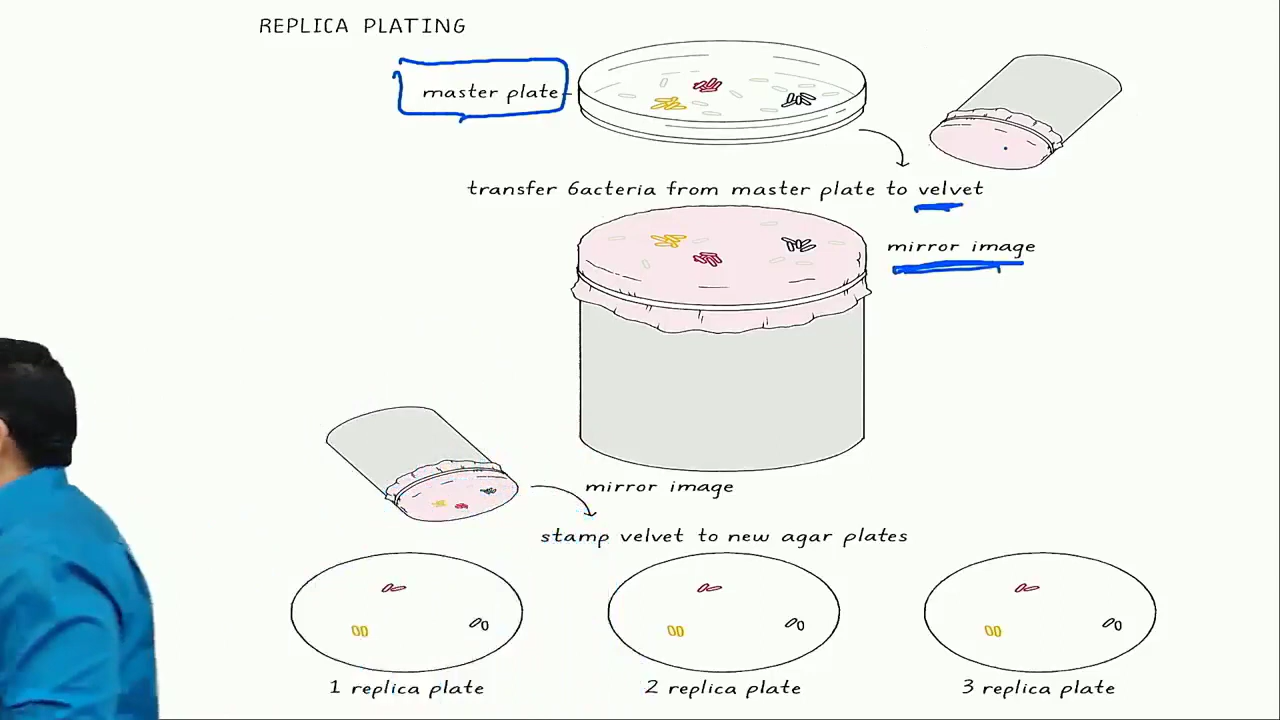 REPLICA PLATING
master plate
transfer bacteria from master plate to velvet
mirror image
mirror image
stamp velvet to new agar plates
1 replica plate
2 replica plate
3 replica plate